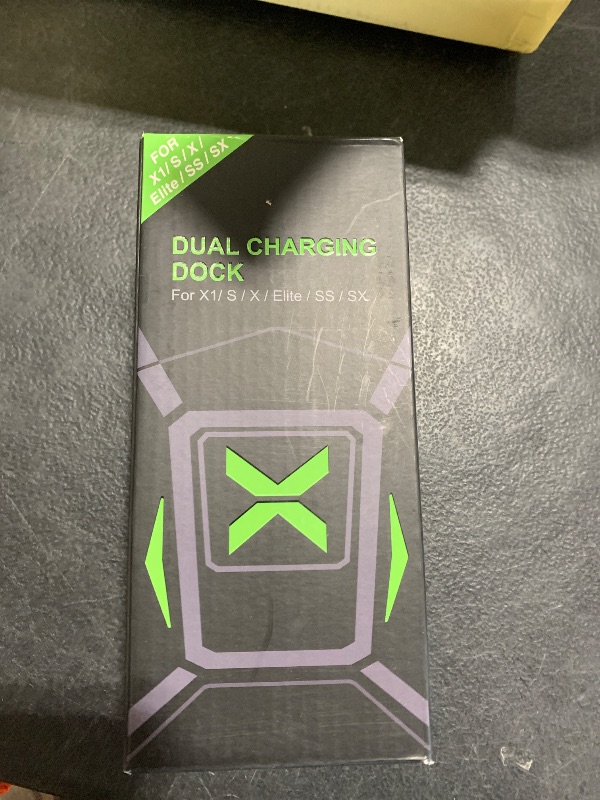 FOR
X1/ S / X /
Elite / SS / SX
DUAL CHARGING
DOCK
For X1/ S / X / Elite / SS / SX